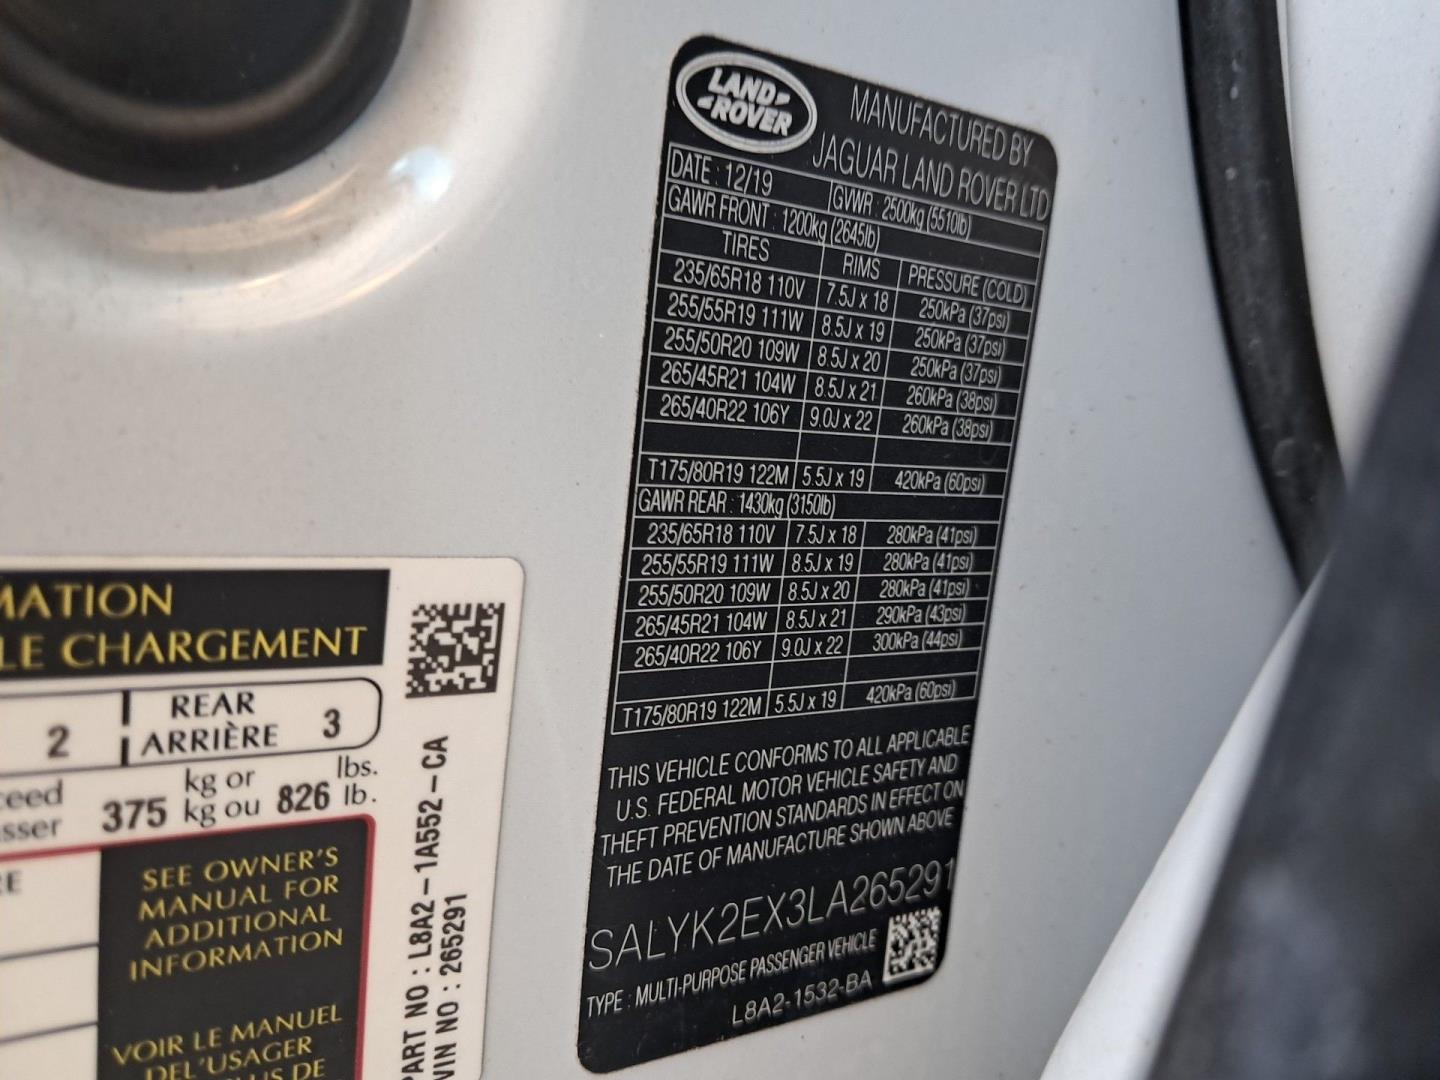 LAND
ROVER
MANUFACTURED BY
JAGUAR LAND ROVER LTD
DATE : 12/19 GVWR : 2500kg (5510lb)
GAWR FRONT : 1200kg (2645lb)
TIRES RIMS PRESSURE (COLD)
235/65R18 110V 7.5J x 18 250kPa (37psi)
255/55R19 111W 8.5J x 19 250kPa (37psi)
255/50R20 109W 8.5J x 20 250kPa (37psi)
265/45R21 104W 8.5J x 21 260kPa (38psi)
265/40R22 106Y 9.0J x 22 260kPa (38psi)
T175/80R19 122M 5.5J x 19 420kPa (60psi)
GAWR REAR : 1430kg (3150lb)
235/65R18 110V 7.5J x 18 280kPa (41psi)
255/55R19 111W 8.5J x 19 280kPa (41psi)
255/50R20 109W 8.5J x 20 280kPa (41psi)
265/45R21 104W 8.5J x 21 290kPa (43psi)
265/40R22 106Y 9.0J x 22 300kPa (44psi)
T175/80R19 122M 5.5J x 19 420kPa (60psi)
THIS VEHICLE CONFORMS TO ALL APPLICABLE
U.S. FEDERAL MOTOR VEHICLE SAFETY AND
THEFT PREVENTION STANDARDS IN EFFECT ON
THE DATE OF MANUFACTURE SHOWN ABOVE
SALYK2EX3LA265291
TYPE : MULTI-PURPOSE PASSENGER VEHICLE
L8A2-1532-BA
MATION
LE CHARGEMENT
2 REAR
ARRIÈRE 3
ceed 375 kg or 826 lbs.
sser kg ou lb.
RE
SEE OWNER'S
MANUAL FOR
ADDITIONAL
INFORMATION
VOIR LE MANUEL
DEL'USAGER
PLUS DE
PART NO : L8A2-1A552-CA
VIN NO : 265291